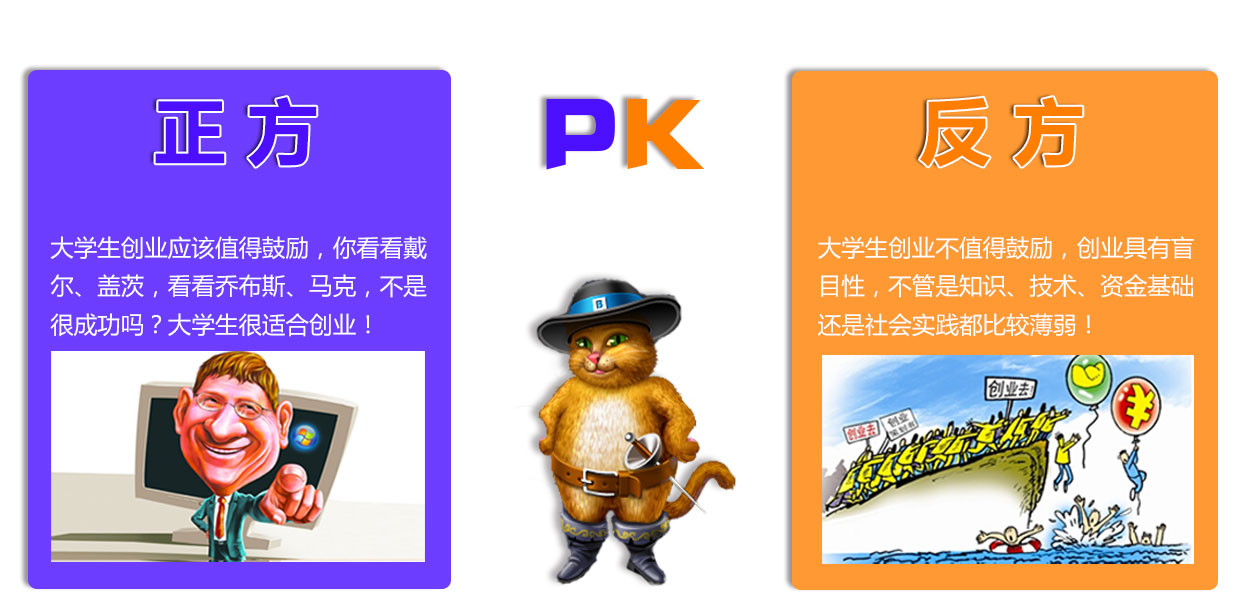 正方
大学生创业应该值得鼓励，你看看戴
尔、盖茨，看看乔布斯、马克，不是
很成功吗？大学生很适合创业！
PK
B
反方
大学生创业不值得鼓励，创业具有盲
目性，不管是知识、技术、资金基础
还是社会实践都比较薄弱！
创业去!
创业去
创业